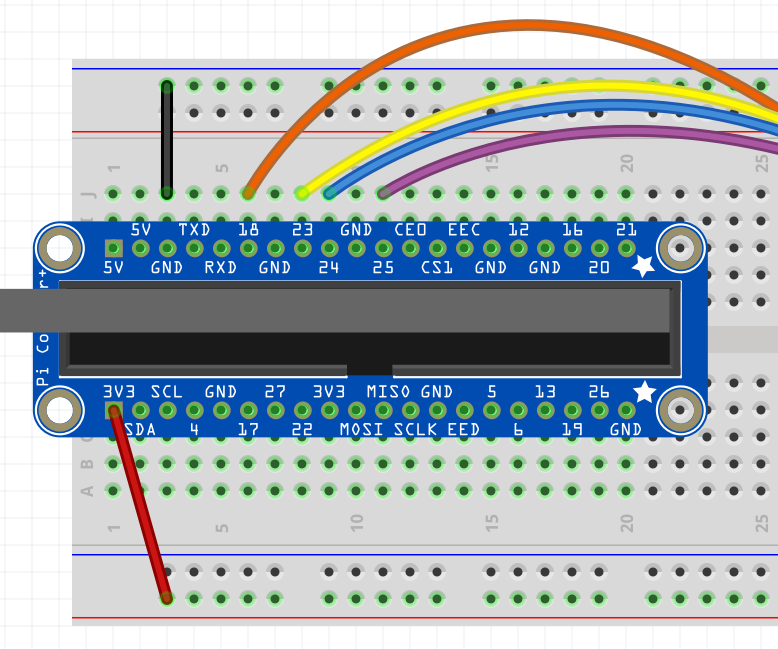 1 5 15 20 25
J
I
5V TXD 18 23 GND CE0 EEC 12 16 21
5V GND RXD GND 24 25 CS1 GND GND 20
Pi Co r+
3V3 SCL GND 27 3V3 MISO GND 5 13 26
SDA 4 17 22 MOSI SCLK EED 6 19 GND
C
B
A
1 5 10 15 20 25